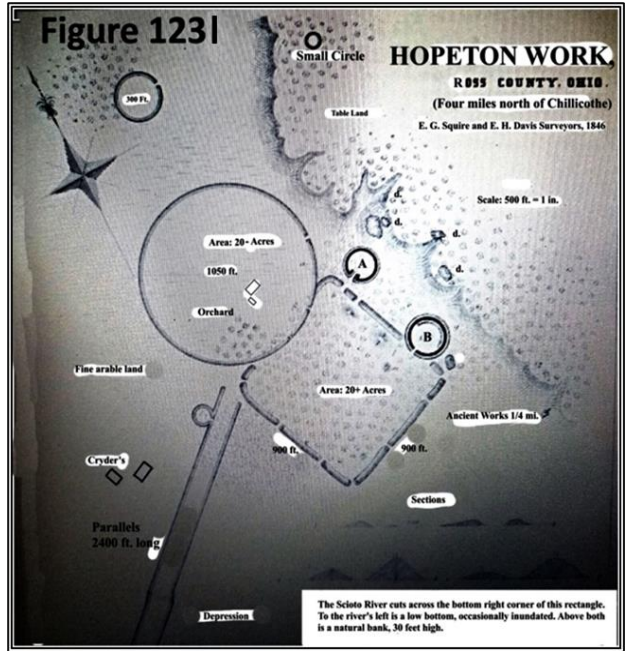 Figure 123l
Small Circle
HOPETON WORK,
ROSS COUNTY, OHIO.
(Four miles north of Chillicothe)
E. G. Squire and E. H. Davis Surveyors, 1846
300 Ft.
Table Land
Scale: 500 ft. = 1 in.
d.
d.
d.
d.
Area: 20+ Acres
1050 ft.
Orchard
A
B
Fine arable land
Area: 20+ Acres
Ancient Works 1/4 mi.
900 ft.
900 ft.
Cryder's
Sections
Parallels
2400 ft. long
Depression
The Scioto River cuts across the bottom right corner of this rectangle.
To the river's left is a low bottom, occasionally inundated. Above both
is a natural bank, 30 feet high.